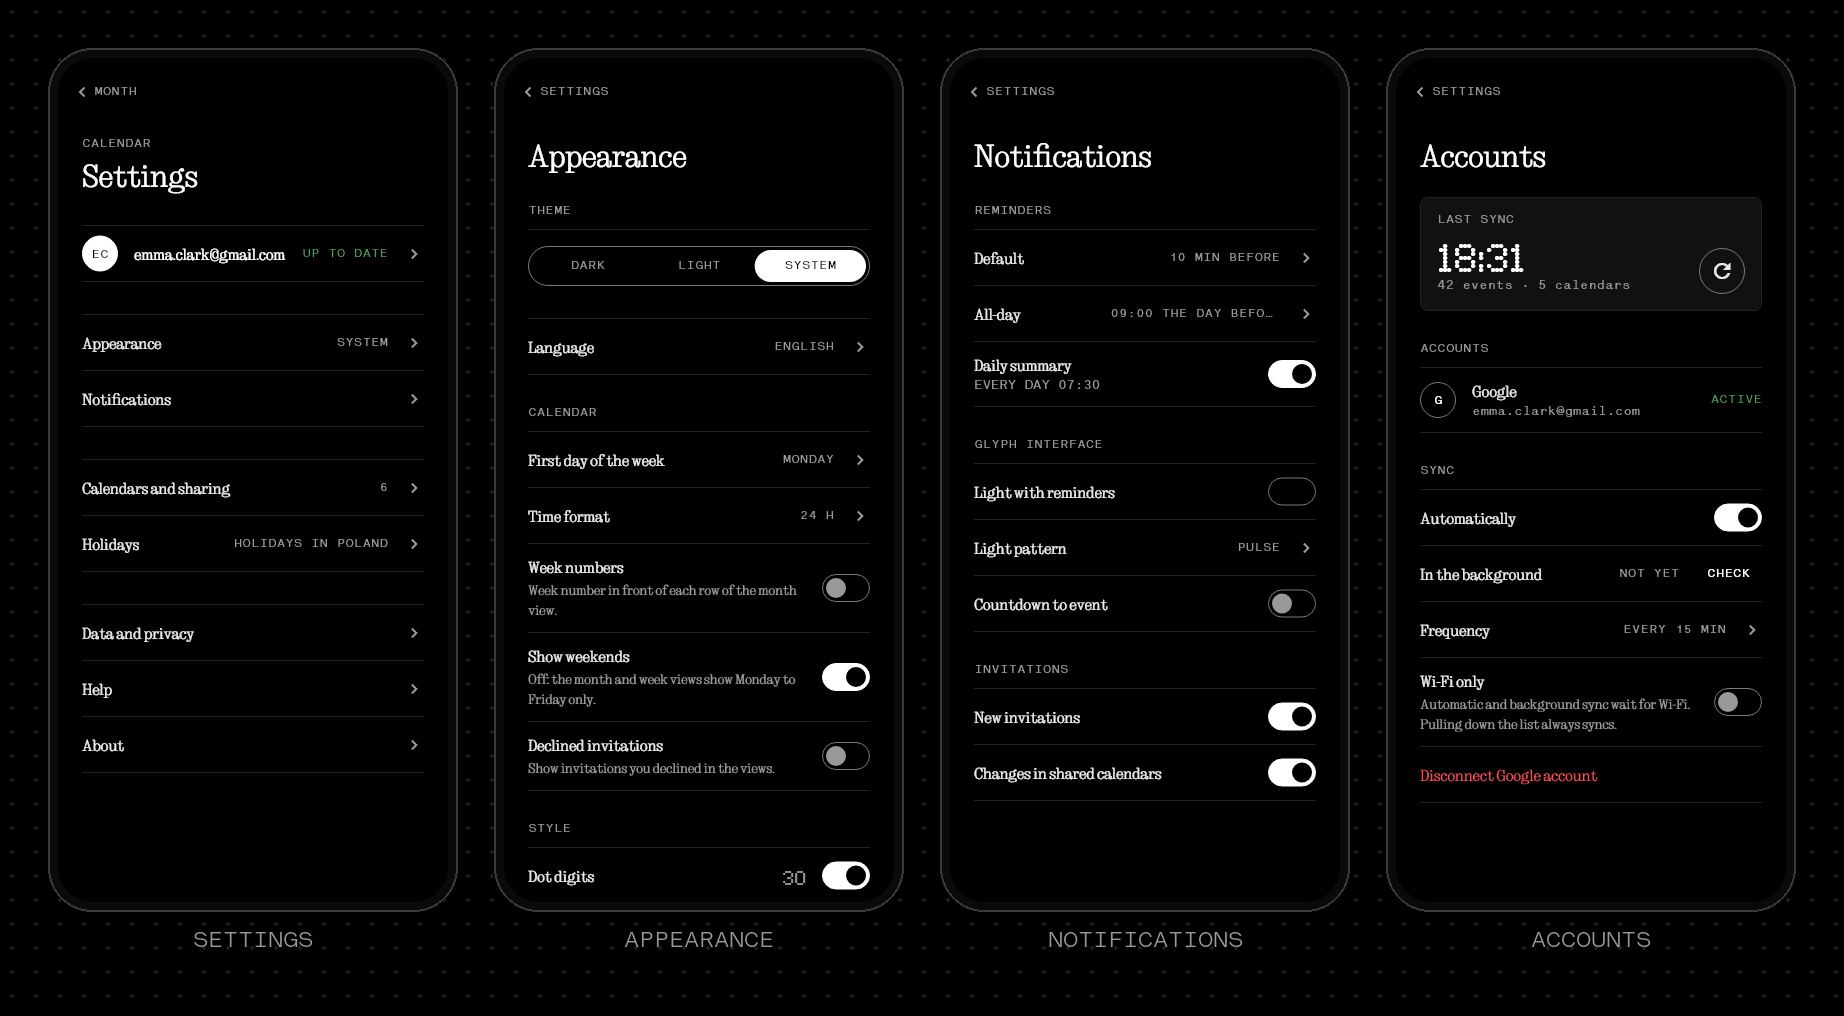 MONTH
CALENDAR
Settings
EC emma.clark@gmail.com UP TO DATE
Appearance SYSTEM
Notifications
Calendars and sharing 6
Holidays HOLIDAYS IN POLAND
Data and privacy
Help
About
SETTINGS
SETTINGS
Appearance
THEME
DARK LIGHT SYSTEM
Language ENGLISH
CALENDAR
First day of the week MONDAY
Time format 24 H
Week numbers
Week number in front of each row of the month
view.
Show weekends
Off: the month and week views show Monday to
Friday only.
Declined invitations
Show invitations you declined in the views.
STYLE
Dot digits 30
APPEARANCE
SETTINGS
Notifications
REMINDERS
Default 10 MIN BEFORE
All-day 09:00 THE DAY BEFO…
Daily summary
EVERY DAY 07:30
GLYPH INTERFACE
Light with reminders
Light pattern PULSE
Countdown to event
INVITATIONS
New invitations
Changes in shared calendars
NOTIFICATIONS
SETTINGS
Accounts
LAST SYNC
18:31
42 events · 5 calendars
ACCOUNTS
G Google
emma.clark@gmail.com
ACTIVE
SYNC
Automatically
In the background NOT YET CHECK
Frequency EVERY 15 MIN
Wi-Fi only
Automatic and background sync wait for Wi-Fi.
Pulling down the list always syncs.
Disconnect Google account
ACCOUNTS